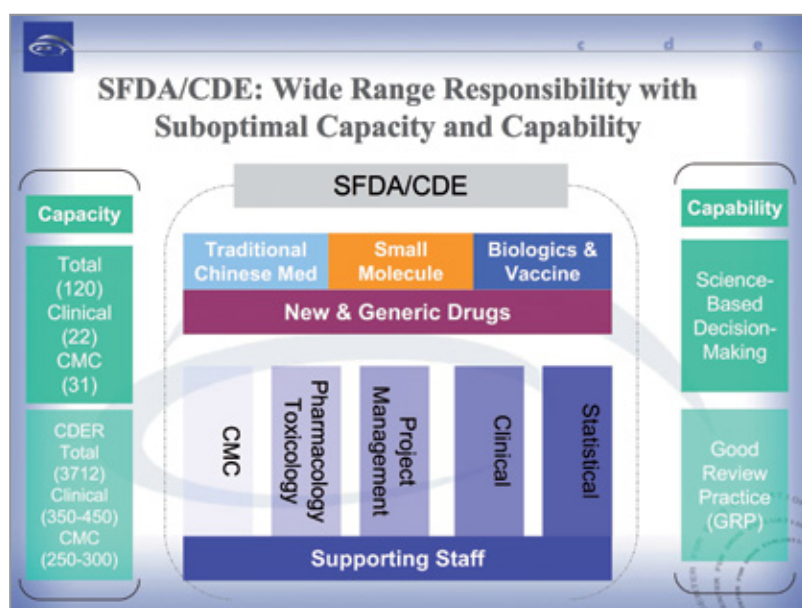 c d e
SFDA/CDE: Wide Range Responsibility with
Suboptimal Capacity and Capability
Capacity
Total
(120)
Clinical
(22)
CMC
(31)
CDER
Total
(3712)
Clinical
(350-450)
CMC
(250-300)
SFDA/CDE
Traditional
Chinese Med
Small
Molecule
Biologics &
Vaccine
New & Generic Drugs
CMC
Pharmacology
Toxicology
Project
Management
Clinical
Statistical
Supporting Staff
Capability
Science-
Based
Decision-
Making
Good
Review
Practice
(GRP)